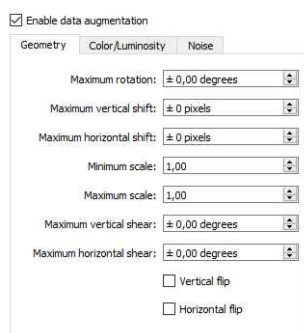 Enable data augmentation
Geometry Color/Luminosity Noise
Maximum rotation: ± 0,00 degrees
Maximum vertical shift: ± 0 pixels
Maximum horizontal shift: ± 0 pixels
Minimum scale: 1,00
Maximum scale: 1,00
Maximum vertical shear: ± 0,00 degrees
Maximum horizontal shear: ± 0,00 degrees
Vertical flip
Horizontal flip